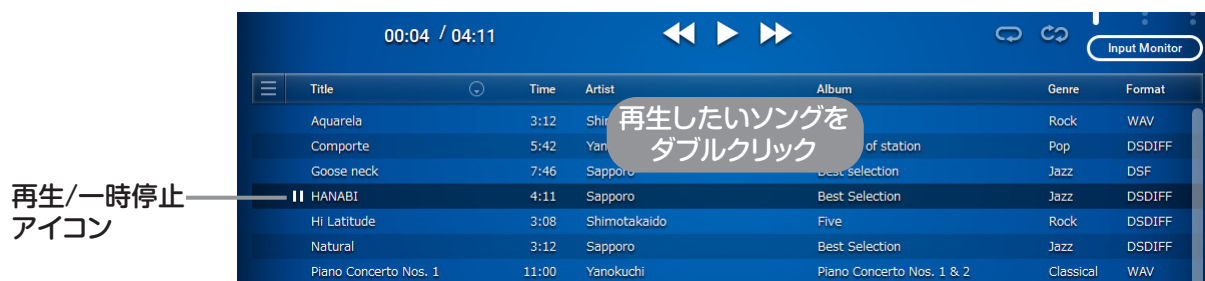 00:04 / 04:11
Input Monitor
Title Time Artist Album Genre Format
再生したいソングを
ダブルクリック
Aquarela 3:12 Rock WAV
Comporte 5:42 of station Pop DSDIFF
Goose neck 7:46 Sapporo Best selection Jazz DSF
再生/一時停止
アイコン
HANABI 4:11 Sapporo Best Selection Jazz DSDIFF
Hi Latitude 3:08 Shimotakaido Five Rock DSDIFF
Natural 3:12 Sapporo Best Selection Jazz DSDIFF
Piano Concerto Nos. 1 11:00 Yanokuchi Piano Concerto Nos. 1 & 2 Classical WAV